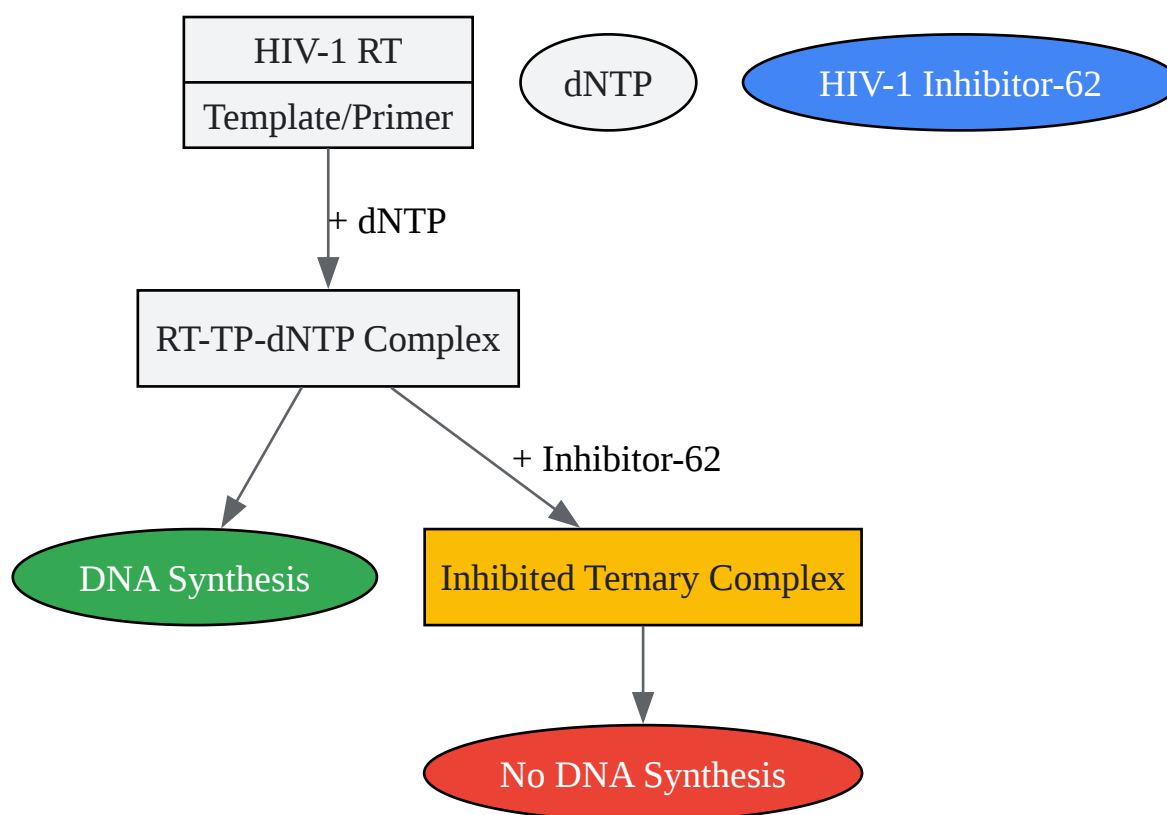 HIV-1 RT
Template/Primer
dNTP
HIV-1 Inhibitor-62
+ dNTP
RT-TP-dNTP Complex
+ Inhibitor-62
DNA Synthesis
Inhibited Ternary Complex
No DNA Synthesis